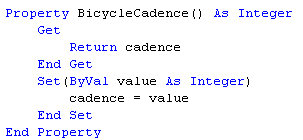 Property BicycleCadence() As Integer
    Get
        Return cadence
    End Get
    Set(ByVal value As Integer)
        cadence = value
    End Set
End Property